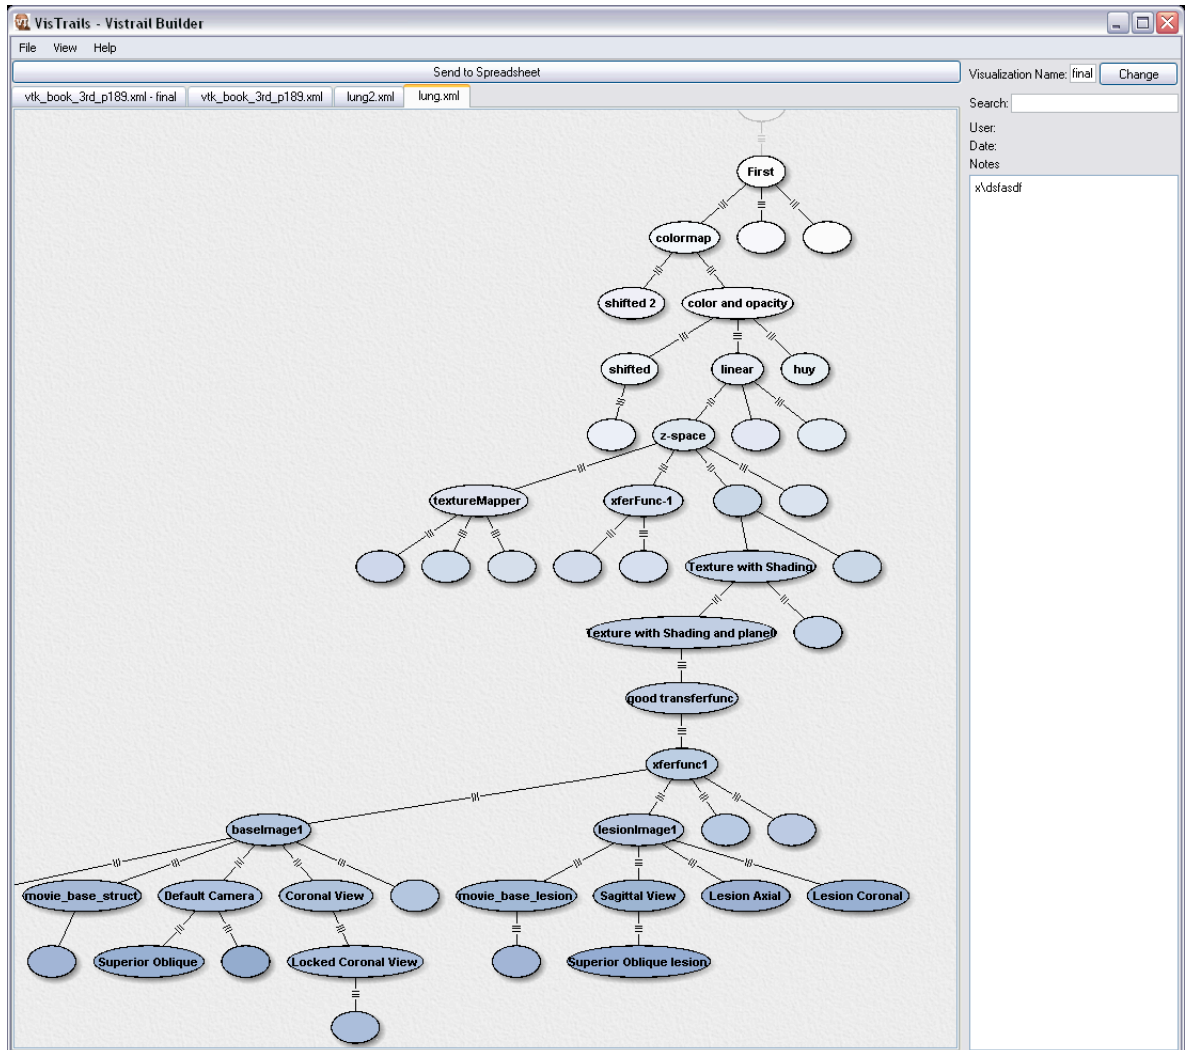 VisTrails - Vistrail Builder
File View Help
Send to Spreadsheet
Visualization Name: final Change
vtk_book_3rd_p189.xml - final vtk_book_3rd_p189.xml lung2.xml lung.xml
Search:
User:
Date:
Notes
x\dsfasdf
First
colormap
shifted 2 color and opacity
shifted linear huy
z-space
textureMapper xferFunc-1
Texture with Shading
Texture with Shading and plane0
good transferfunc
xferfunc1
baseImage1 lesionImage1
movie_base_struct Default Camera Coronal View movie_base_lesion Sagittal View Lesion Axial Lesion Coronal
Superior Oblique Locked Coronal View Superior Oblique lesion